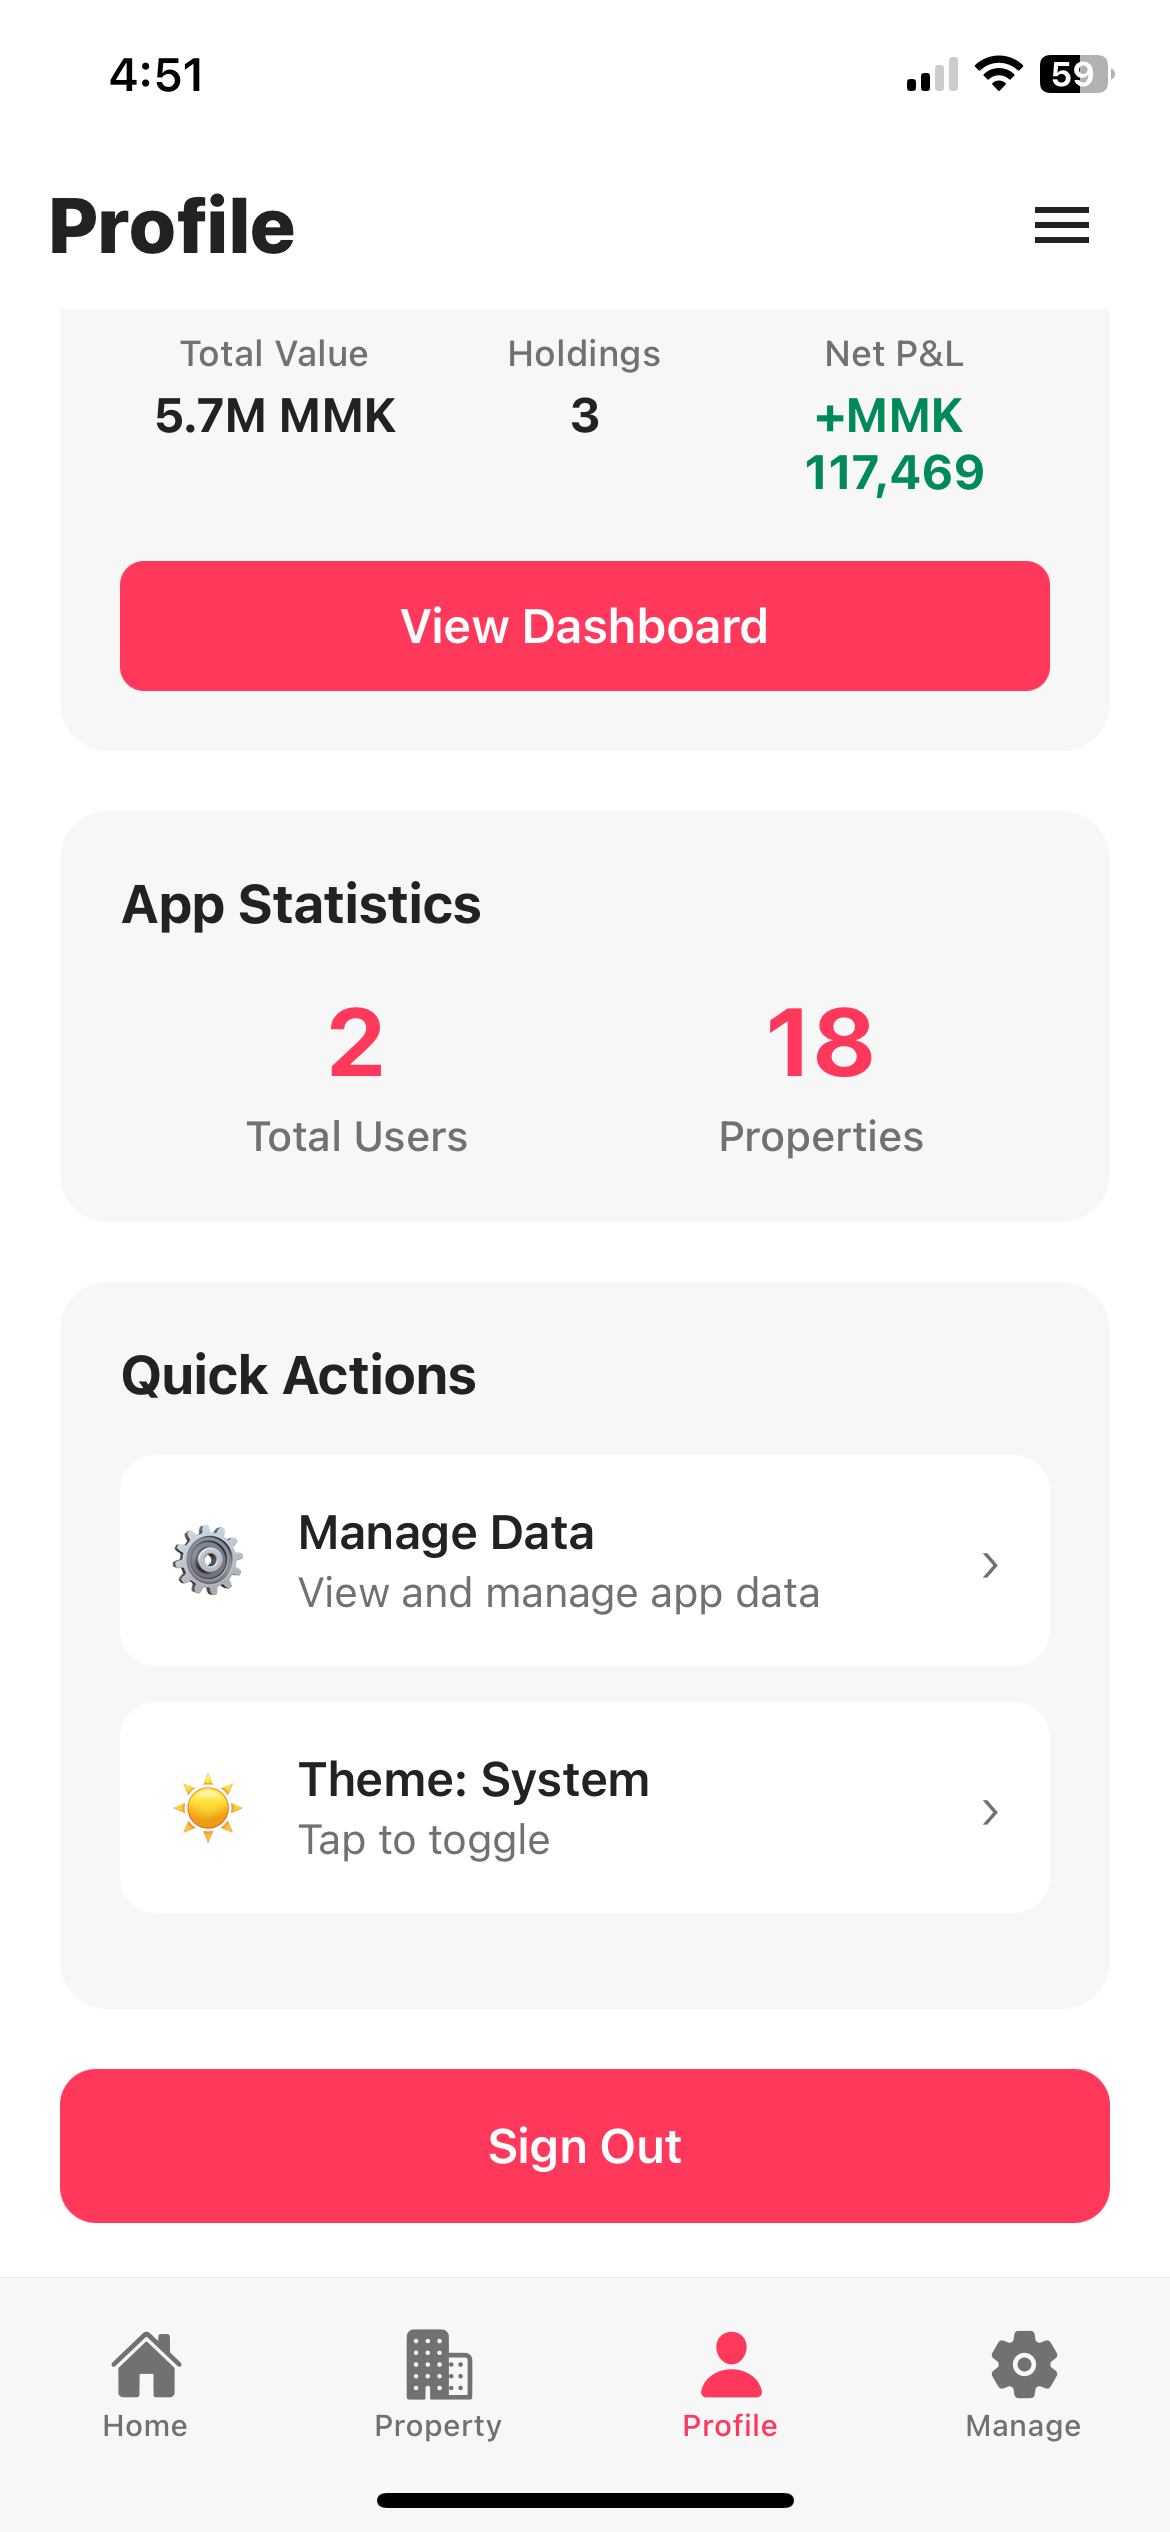 4:51
59
Profile
Total Value
Holdings
Net P&L
5.7M MMK
3
+MMK
117,469
View Dashboard
App Statistics
2
18
Total Users
Properties
Quick Actions
Manage Data
View and manage app data
Theme: System
Tap to toggle
Sign Out
Home
Property
Profile
Manage